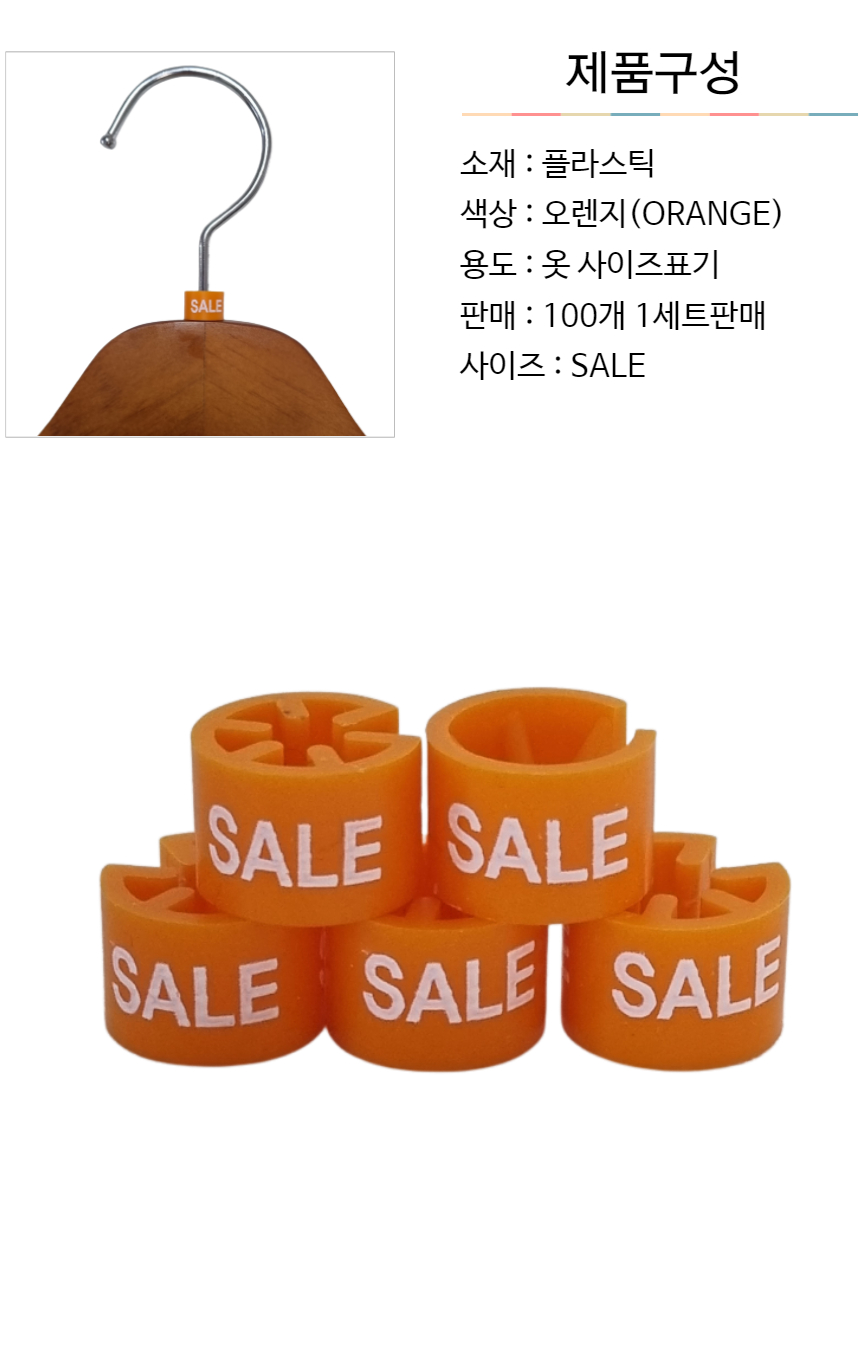 제품구성
소재 : 플라스틱
색상 : 오렌지(ORANGE)
용도 : 옷 사이즈표기
판매 : 100개 1세트판매
사이즈 : SALE
SALE
SALE
SALE
SALE
SALE
SALE